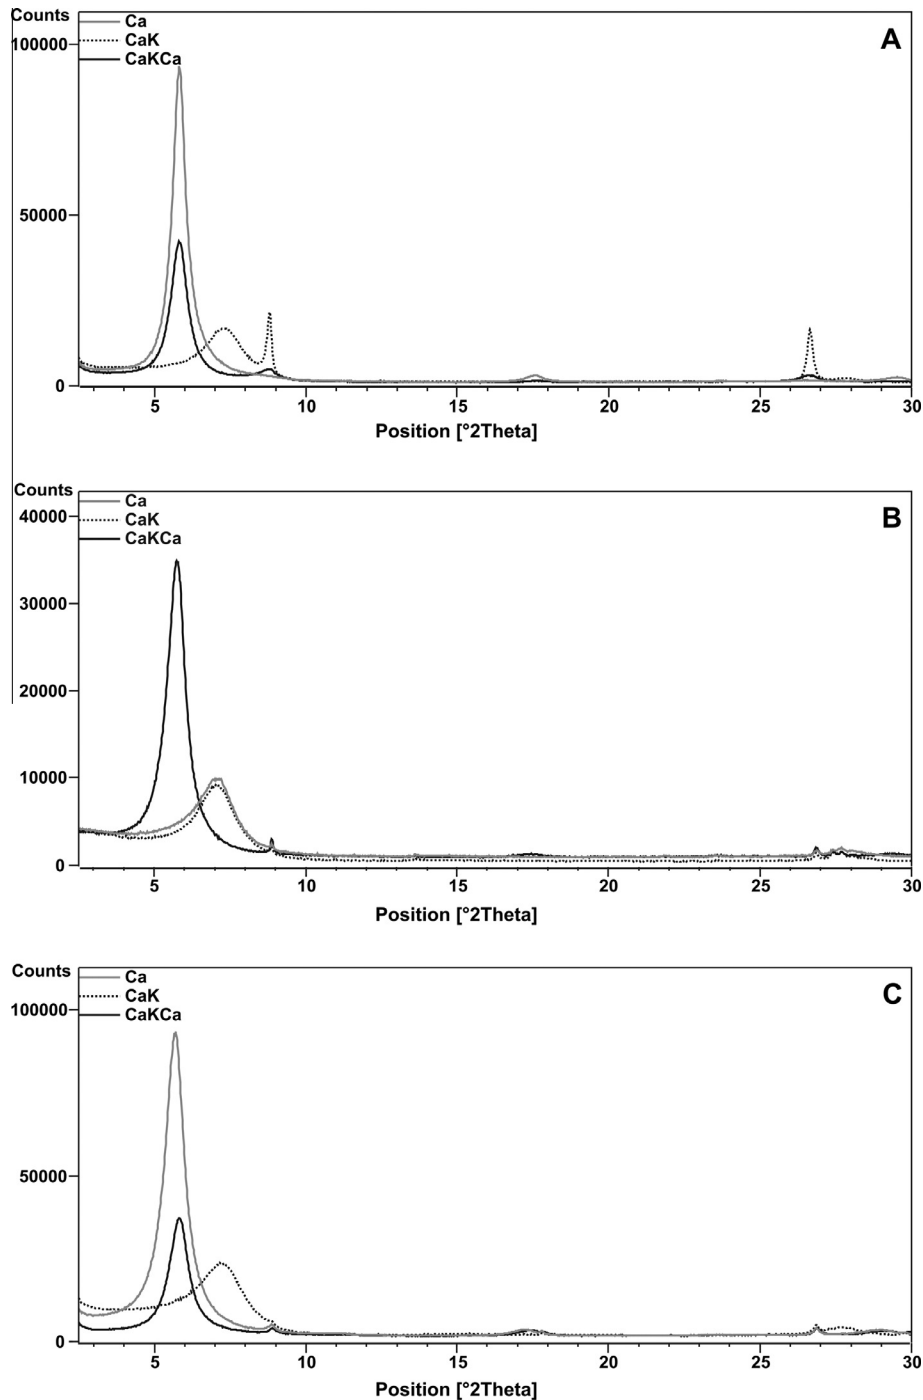 Counts
Ca
CaK
CaKCa
A
100000
50000
0
5 10 15 20 25 30
Position [°2Theta]
Counts
Ca
CaK
CaKCa
B
40000
30000
20000
10000
0
5 10 15 20 25 30
Position [°2Theta]
Counts
Ca
CaK
CaKCa
C
100000
50000
0
5 10 15 20 25 30
Position [°2Theta]